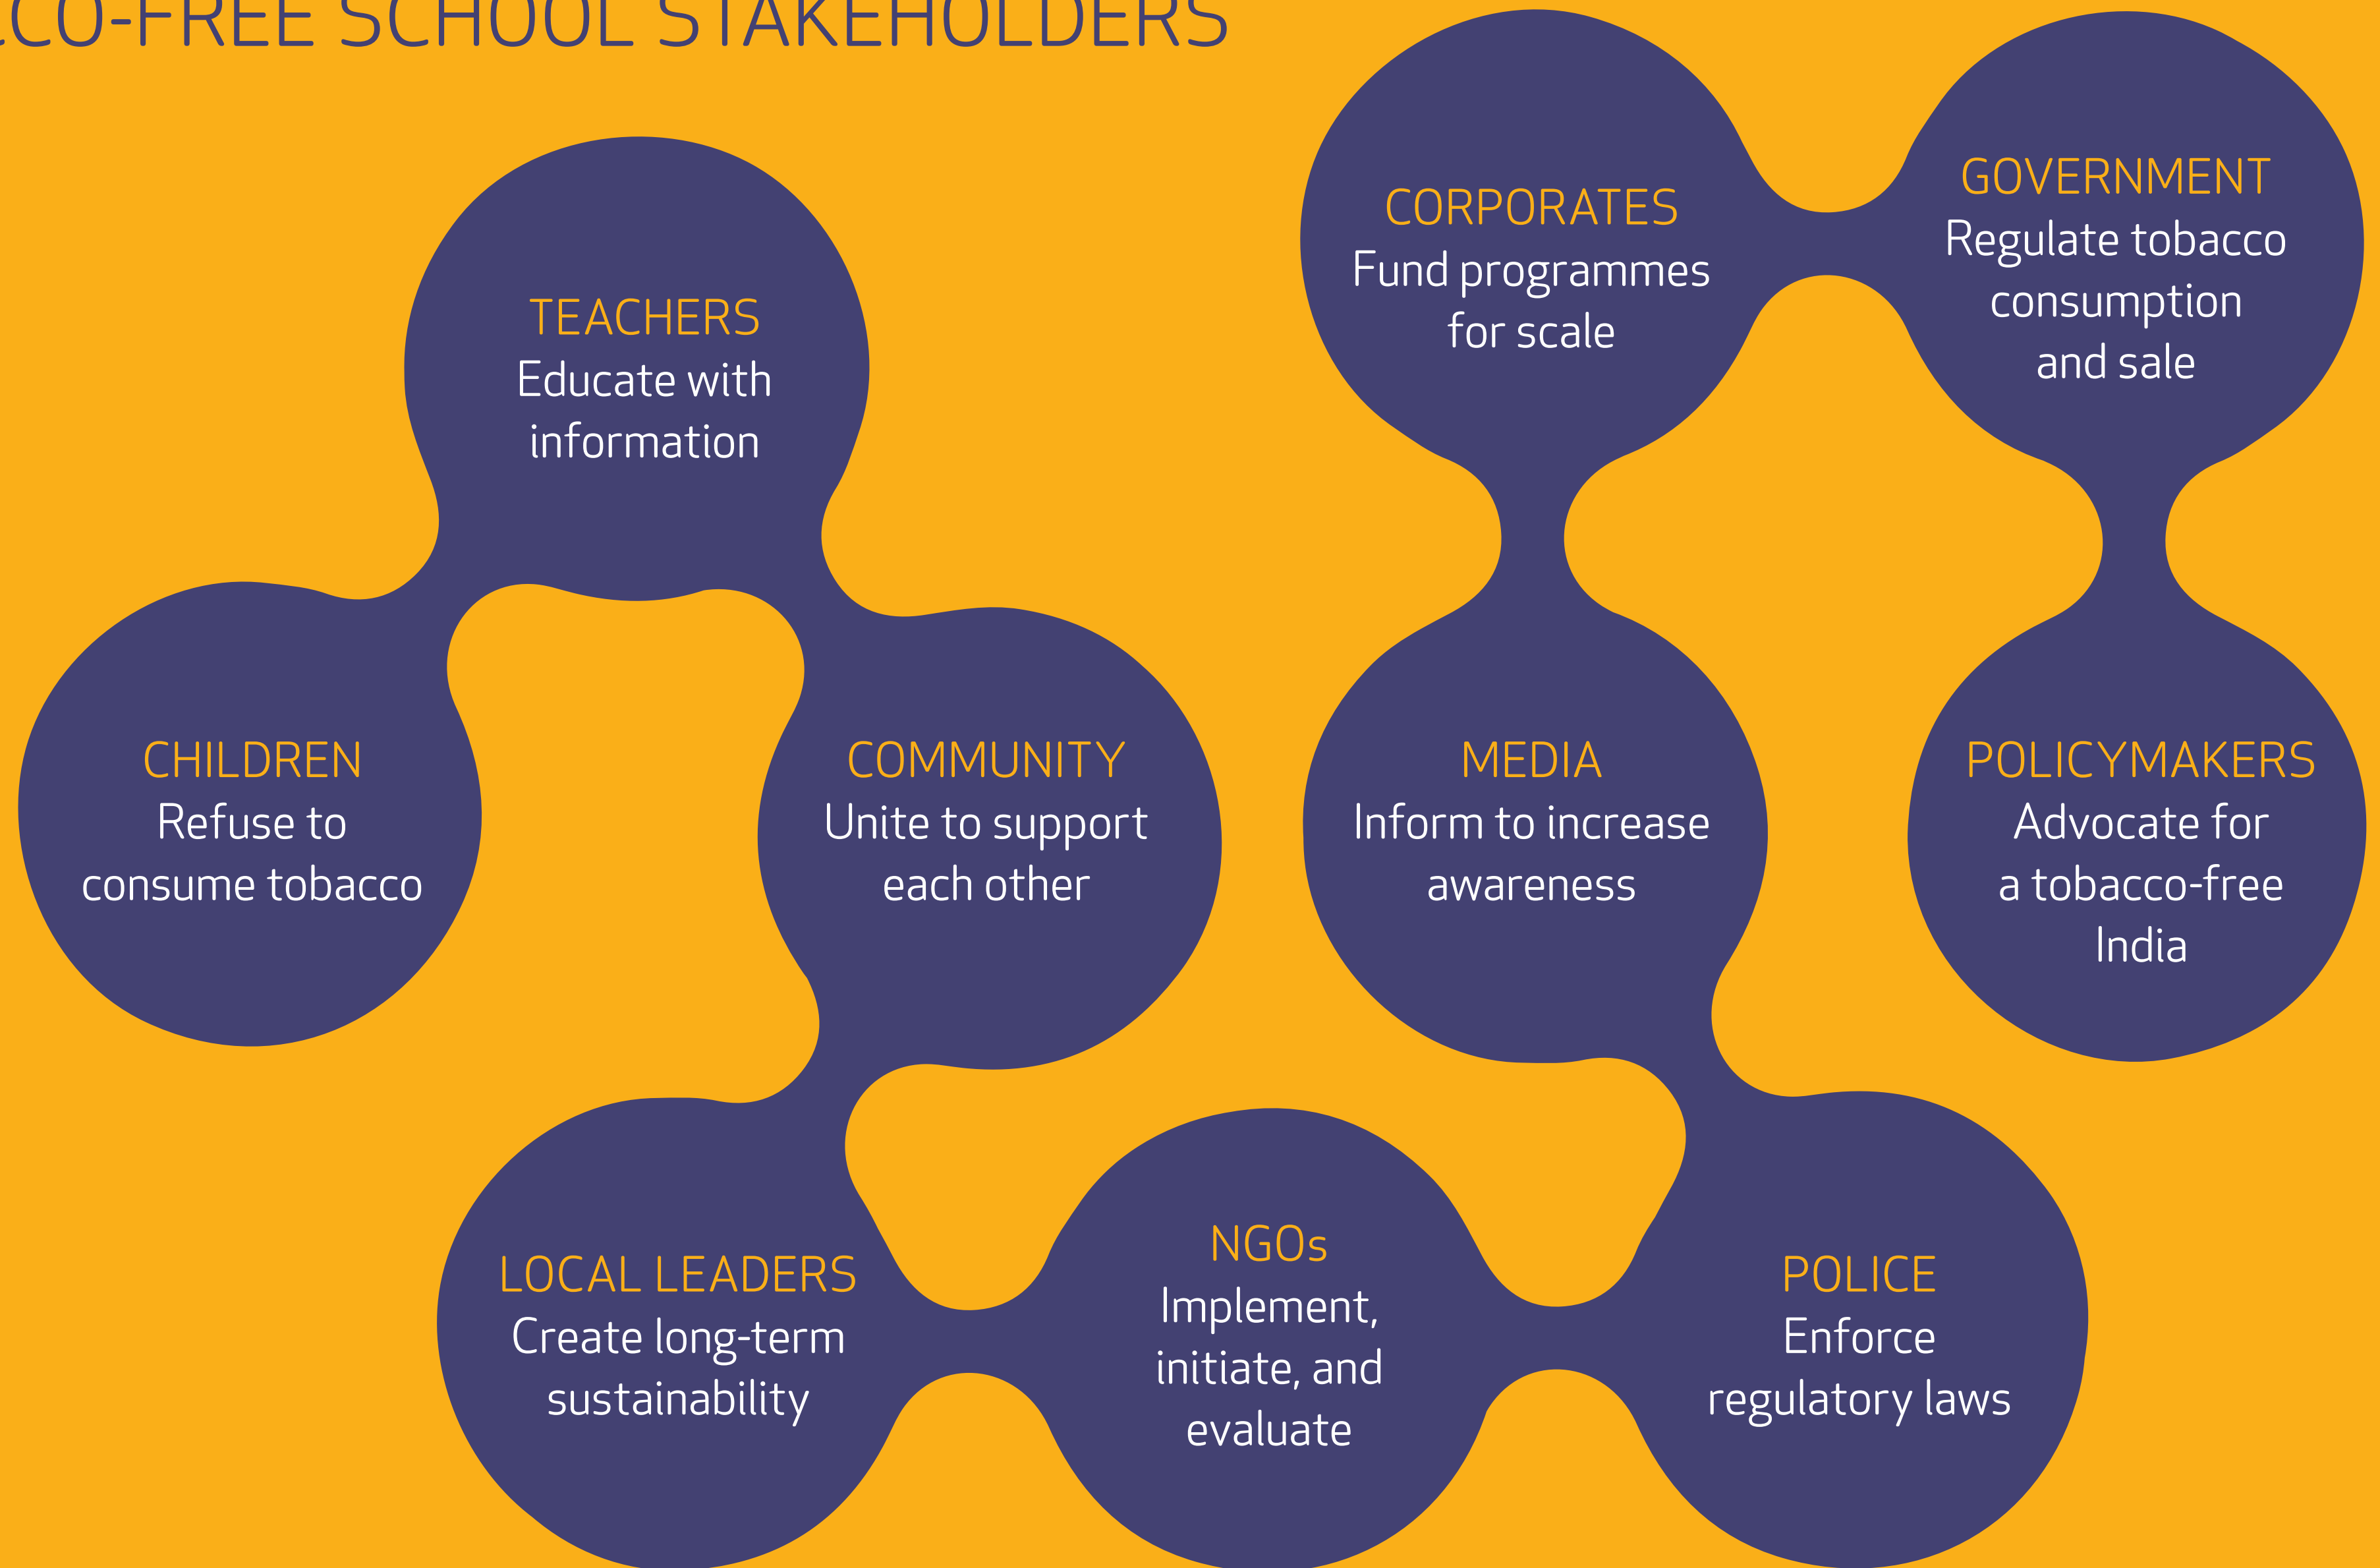 CO-FREE SCHOOL STAKEHOLDERS
TEACHERS
Educate with
information
CHILDREN
Refuse to
consume tobacco
COMMUNITY
Unite to support
each other
LOCAL LEADERS
Create long-term
sustainability
NGOs
Implement,
initiate, and
evaluate
POLICE
Enforce
regulatory laws
MEDIA
Inform to increase
awareness
CORPORATES
Fund programmes
for scale
GOVERNMENT
Regulate tobacco
consumption
and sale
POLICYMAKERS
Advocate for
a tobacco-free
India